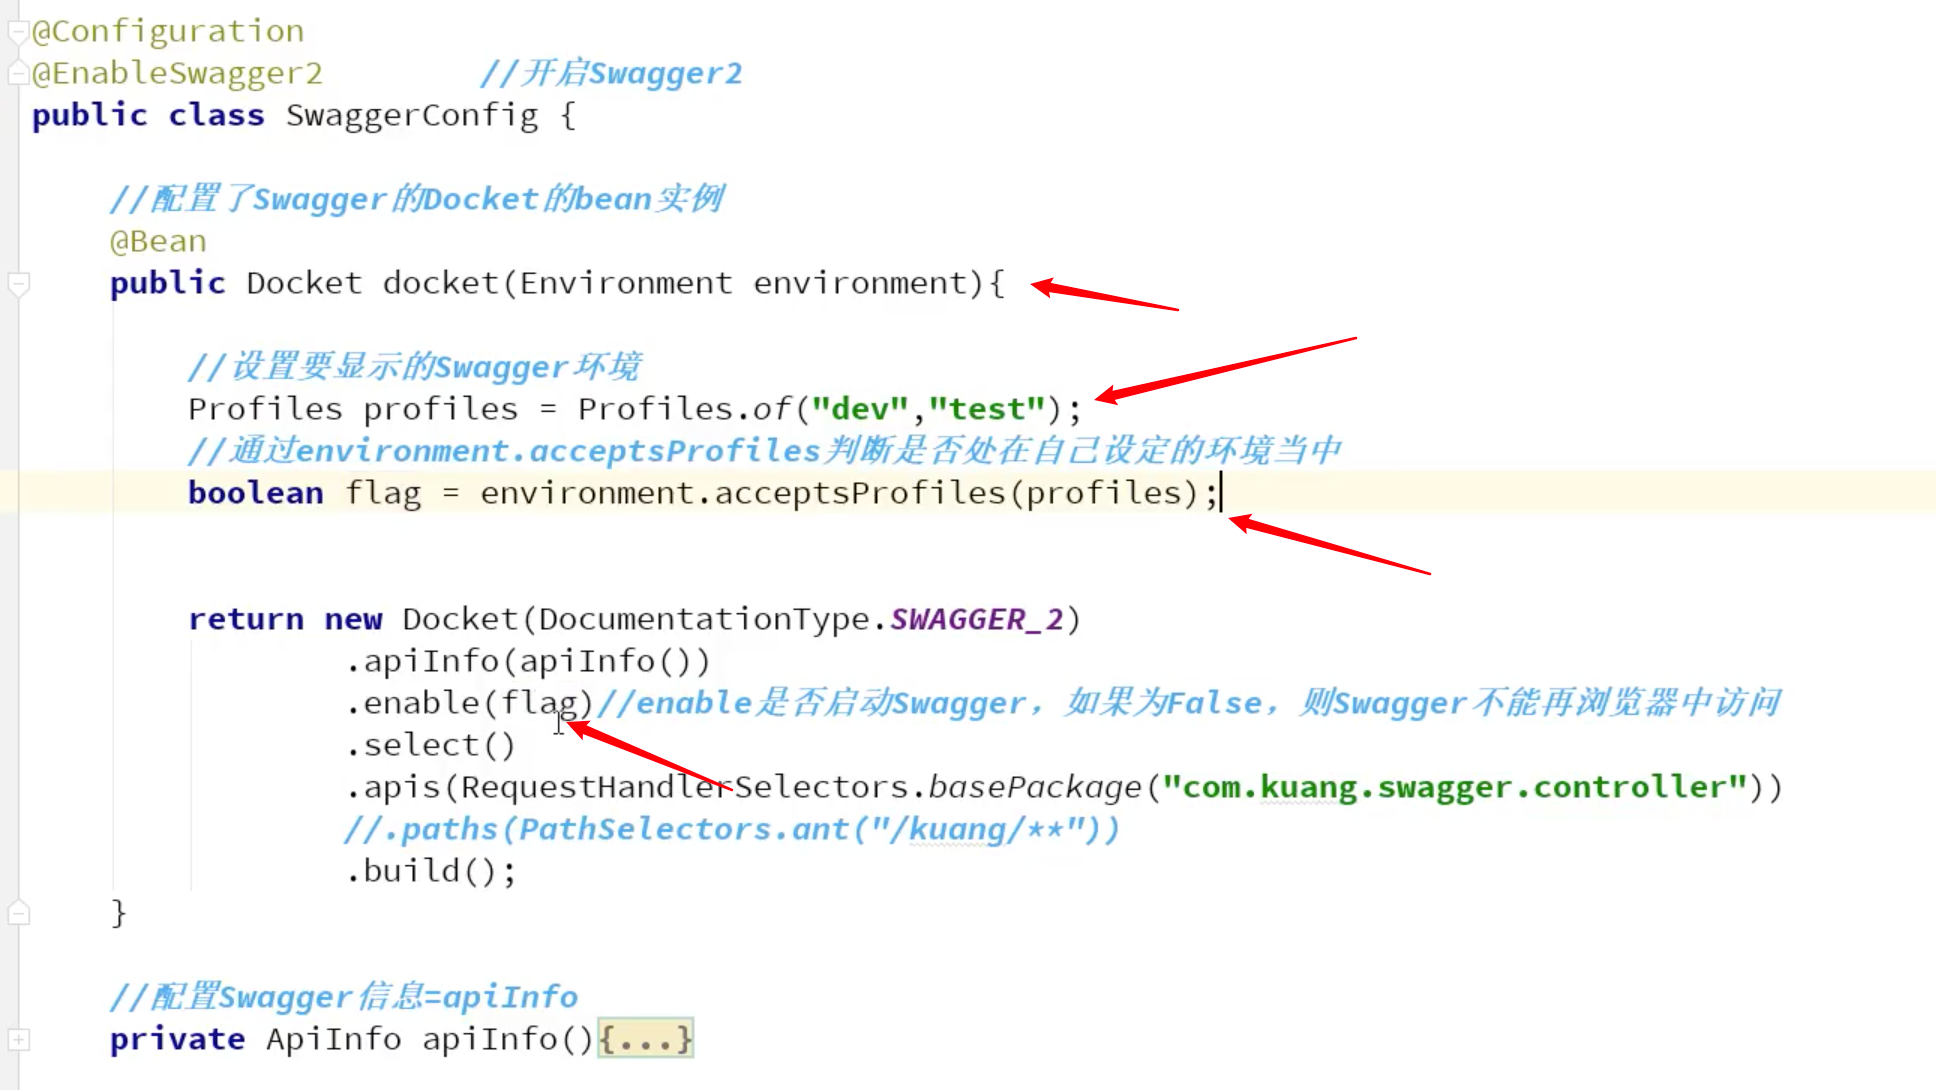 @Configuration
@EnableSwagger2 //开启Swagger2
public class SwaggerConfig {
//配置了Swagger的Docket的bean实例
@Bean
public Docket docket(Environment environment){
//设置要显示的Swagger环境
Profiles profiles = Profiles.of("dev","test");
//通过environment.acceptsProfiles判断是否处在自己设定的环境当中
boolean flag = environment.acceptsProfiles(profiles);
return new Docket(DocumentationType.SWAGGER_2)
.apiInfo(apiInfo())
.enable(flag)//enable是否启动Swagger，如果为False，则Swagger不能再浏览器中访问
.select()
.apis(RequestHandlerSelectors.basePackage("com.kuang.swagger.controller"))
//.paths(PathSelectors.ant("/kuang/**"))
.build();
}
//配置Swagger信息=apiInfo
private ApiInfo apiInfo(){...}